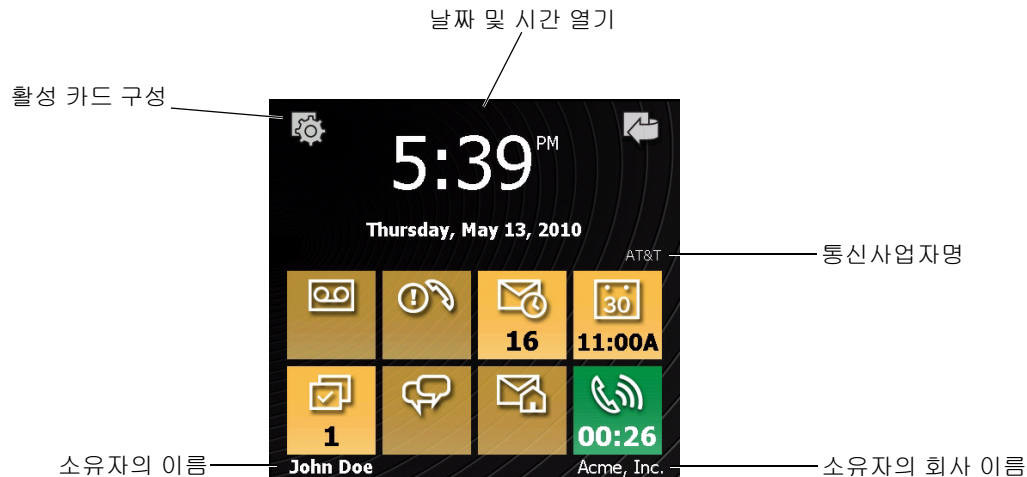 날짜 및 시간 열기
활성 카드 구성
5:39 PM
Thursday, May 13, 2010
AT&T
통신사업자명
30
16
11:00A
1
00:26
소유자의 이름
John Doe
Acme, Inc.
소유자의 회사 이름